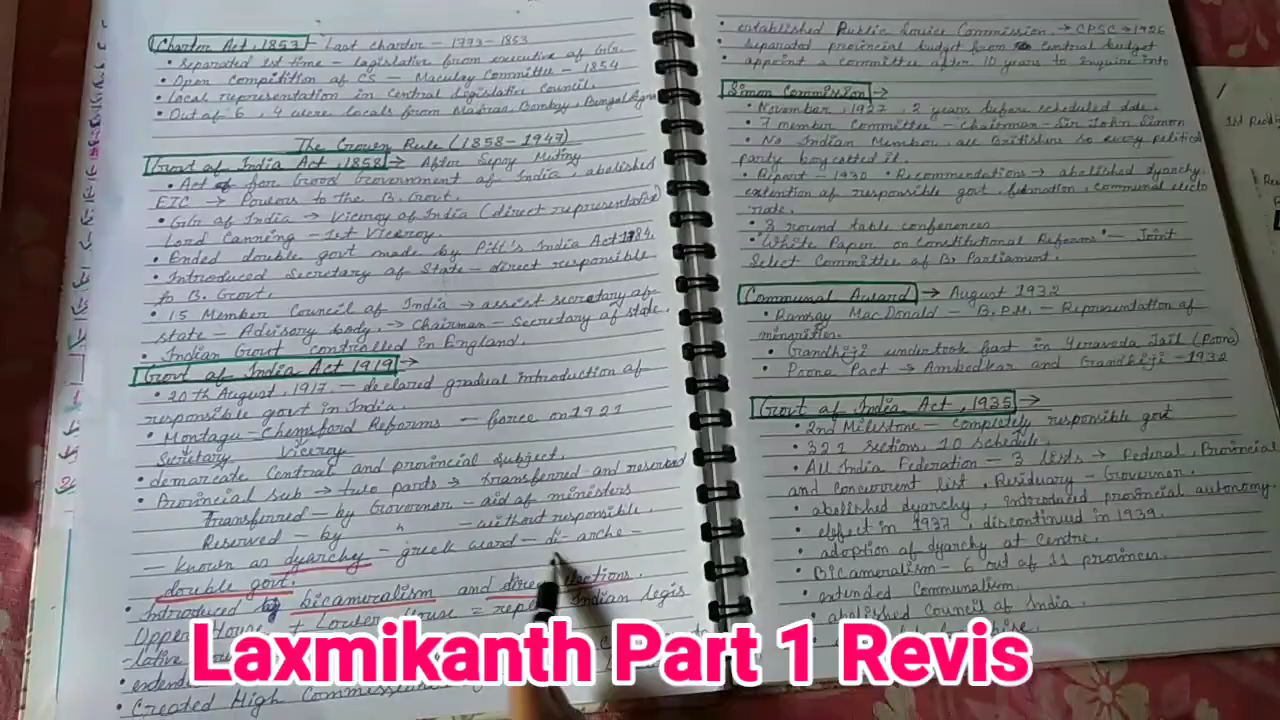 Charter Act, 1853 - Last charter - 1793 - 1853
• separated 1st time - legislative from executive of GG.
• Open competition of CS - Maculay Committee - 1854
• Local representation in Central Legislative Council.
• Out of 6, 4 were locals from Madras, Bombay, Bengal, Agra
The Crown Rule (1858-1947)
Govt of India Act, 1858 → After Sepoy Mutiny
• Act for Good Government of India, abolished
EIC → Powers to the B. Govt.
• GG of India → Viceroy of India (direct representative)
Lord Canning - 1st Viceroy.
• Ended double govt made by Pitt's India Act-1784.
• Introduced Secretary of State - direct responsible
to B. Govt.
• 15 Member Council of India → assist secretary of
state - Advisory body. → Chairman - Secretary of state.
• Indian Govt controlled in England.
Govt of India Act 1919 →
• 20th August, 1917 - declared gradual introduction of
responsible govt in India.
• Montagu - Chemsford Reforms - force on 1921
Secretary Viceroy
• demarcate Central and provincial subject.
• Provincial sub → two parts → transferred and reserved
Transferred - by Governor - aid of ministers
Reserved - by " - without responsible.
- known as dyarchy - greek word - di-arche -
double govt.
• Introduced bicameralism and direct elections.
Upper House + Lower House = Indian legis
-lative
• Created High Commissi
• established Public Service Commission → CPSC → 1926
• separated provincial budget from central budget
• appoint a committee after 10 years to inquire into
Simon Commission →
• November, 1927, 2 years before scheduled date.
• 7 member Committee - Chairman - Sir John Simon
• No Indian Member, all Britishers so every political
party boycotted it.
• Report - 1930 • Recommendations → abolished dyarchy,
extention of responsible govt, fedration, communal electo
rate.
• 3 round table conferences
• "White Paper on Constitutional Reforms" - Joint
Select Committee of Br Parliament.
Communal Award → August 1932
• Ramsay MacDonald - B.P.M. - Representation of
minorities.
• Gandhiji undertook fast in Yeraveda Jail (Poona)
• Poona Pact → Ambedkar and Gandhiji - 1932
Govt of India Act, 1935 →
• 2nd Milestone - completely responsible govt
• 322 sections, 10 schedule.
• All India Federation - 3 lists → Federal, Provincial
and concurrent list, Residuary - Governor.
• abolished dyarchy, introduced provincial autonomy.
• effect in 1937, discontinued in 1939.
• adoption of dyarchy at Centre.
• Bicameralism - 6 out of 11 provinces.
• extended Communalism.
• abolished Council of India.
1st Readi
Laxmikanth Part 1 Revis